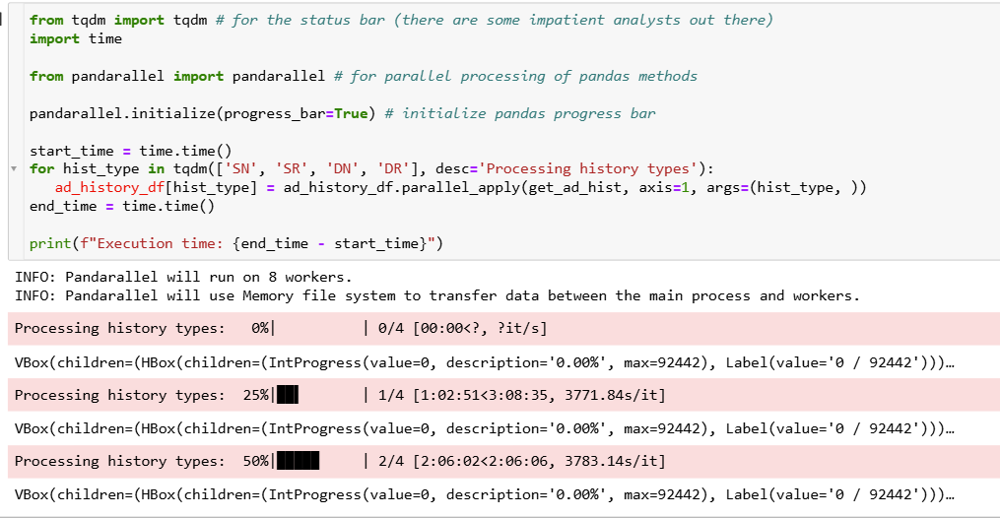 from tqdm import tqdm # for the status bar (there are some impatient analysts out there)
import time
from pandarallel import pandarallel # for parallel processing of pandas methods
pandarallel.initialize(progress_bar=True) # initialize pandas progress bar
start_time = time.time()
for hist_type in tqdm(['SN', 'SR', 'DN', 'DR'], desc='Processing history types'):
ad_history_df[hist_type] = ad_history_df.parallel_apply(get_ad_hist, axis=1, args=(hist_type, ))
end_time = time.time()
print(f"Execution time: {end_time - start_time}")
INFO: Pandarallel will run on 8 workers.
INFO: Pandarallel will use Memory file system to transfer data between the main process and workers.
Processing history types:   0%|          | 0/4 [00:00<?, ?it/s]
VBox(children=(HBox(children=(IntProgress(value=0, description='0.00%', max=92442), Label(value='0 / 92442')))…
Processing history types:  25%|██▌       | 1/4 [1:02:51<3:08:35, 3771.84s/it]
VBox(children=(HBox(children=(IntProgress(value=0, description='0.00%', max=92442), Label(value='0 / 92442')))…
Processing history types:  50%|█████     | 2/4 [2:06:02<2:06:06, 3783.14s/it]
VBox(children=(HBox(children=(IntProgress(value=0, description='0.00%', max=92442), Label(value='0 / 92442')))…